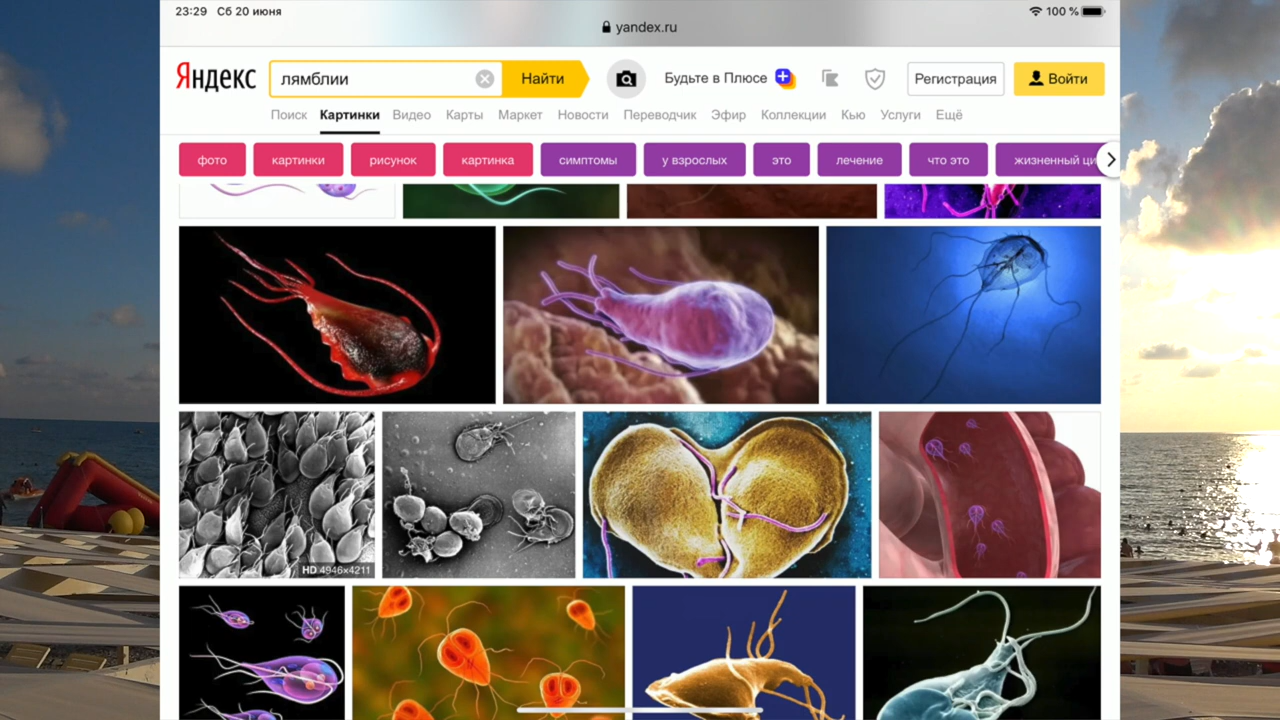 23:29 Сб 20 июня
100 %
yandex.ru
Яндекс
лямблии
Найти
Будьте в Плюсе
Регистрация
Войти
Поиск Картинки Видео Карты Маркет Новости Переводчик Эфир Коллекции Кью Услуги Ещё
фото картинки рисунок картинка симптомы у взрослых это лечение что это жизненный ци
HD 4946×4211